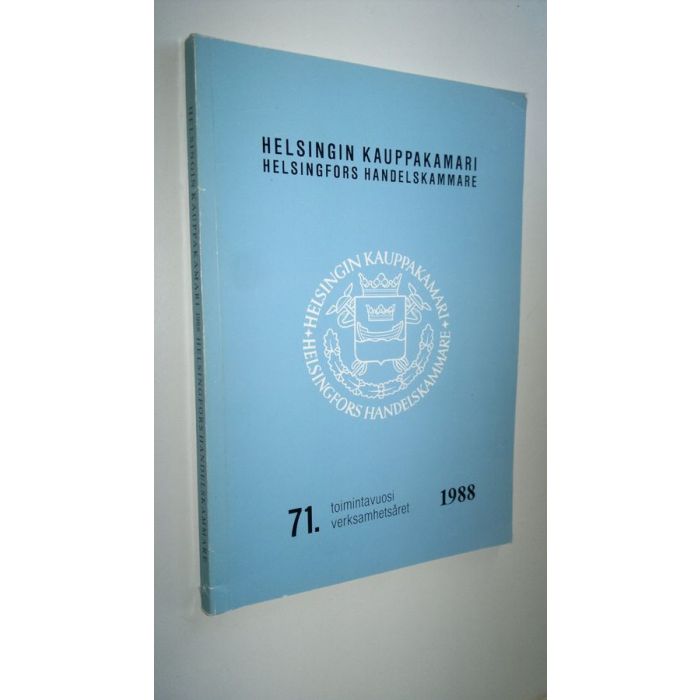 HELSINGIN KAUPPAKAMARI
HELSINGFORS HANDELSKAMMARE
HELSINGIN KAUPPAKAMARI
HELSINGFORS HANDELSKAMMARE
71. toimintavuosi
verksamhetsåret
1988
HELSINGIN KAUPPAKAMARI 1988 HELSINGFORS HANDELSKAMMARE